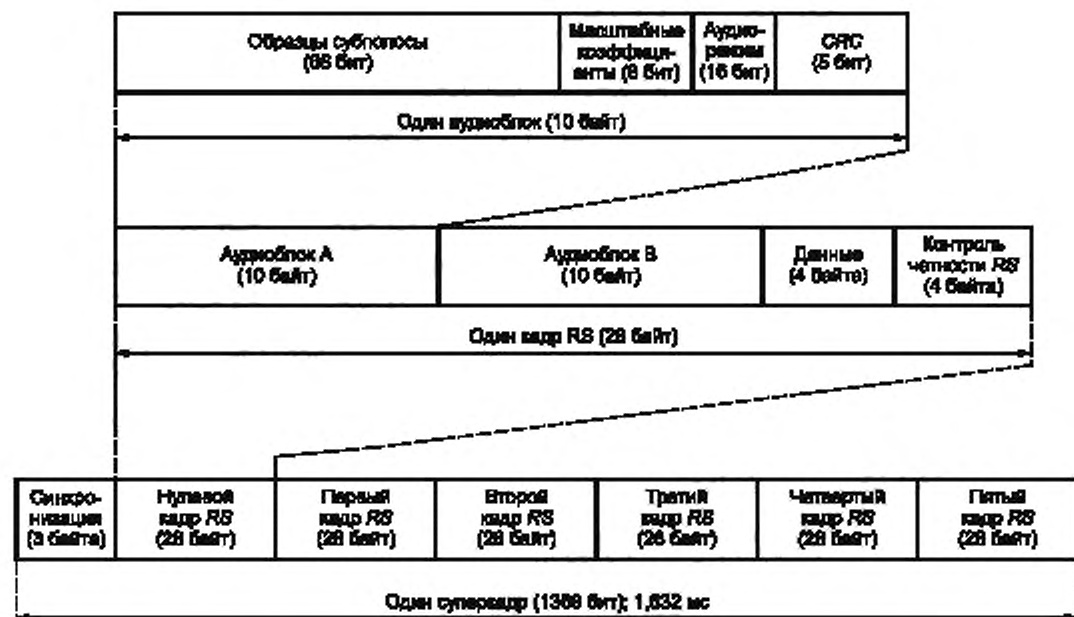 Образцы субполосы
бит)
Масштабные
коэффици-
енты бит)
Аудио-
бит)
CRC
(5 бит)
Один аудиоблок (10 байт)
Аудиоблок A
(10 байт)
Аудиоблок B
(10 байт)
Данные
(4 байта)
Контроль
четности RS
(4 байта)
Один кадр RS (28 байт)
Синхро-
низация
(3 байта)
Нулевой
кадр RS
(28 байт)
Первый
кадр RS
(28 байт)
Второй
кадр RS
(28 байт)
Третий
кадр RS
(28 байт)
Четвертый
кадр RS
(28 байт)
Пятый
кадр RS
(28 байт)
Один суперкадр (1368 бит); 1,632 мс